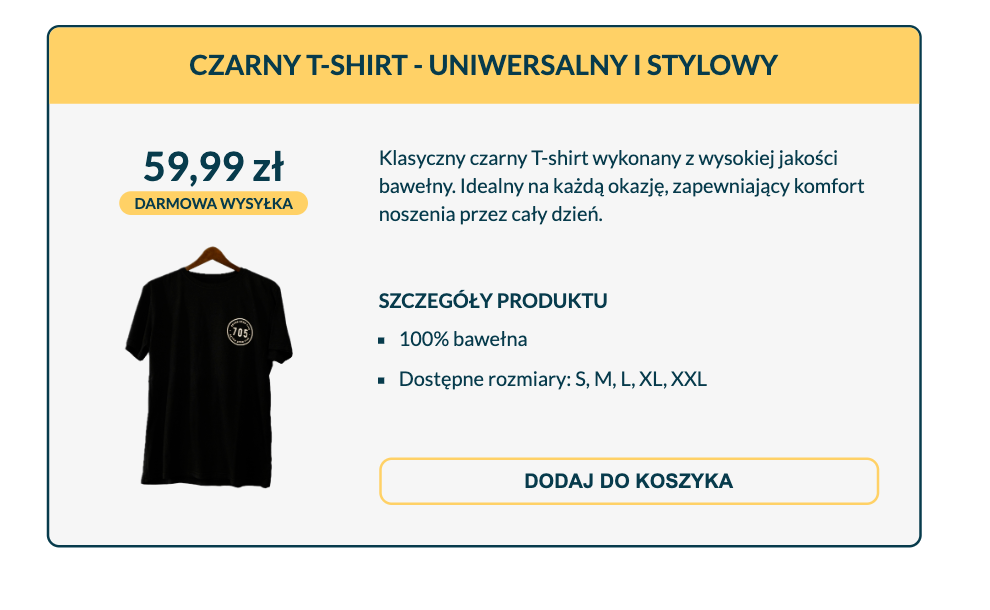 CZARNY T-SHIRT - UNIWERSALNY I STYLOWY
59,99 zł
DARMOWA WYSYŁKA
705
Klasyczny czarny T-shirt wykonany z wysokiej jakości
bawełny. Idealny na każdą okazję, zapewniający komfort
noszenia przez cały dzień.
SZCZEGÓŁY PRODUKTU
▪ 100% bawełna
▪ Dostępne rozmiary: S, M, L, XL, XXL
DODAJ DO KOSZYKA